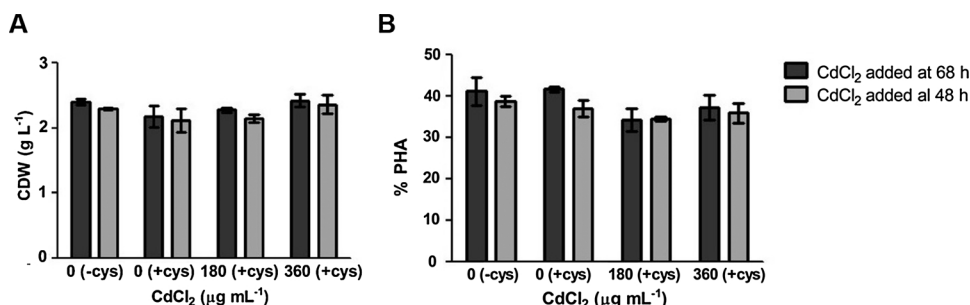 A
CDW (g L⁻¹)
3
2
1
0
0 (-cys) 0 (+cys) 180 (+cys) 360 (+cys)
CdCl₂ (µg mL⁻¹)
B
% PHA
50
40
30
20
10
0
0 (-cys) 0 (+cys) 180 (+cys) 360 (+cys)
CdCl₂ (µg mL⁻¹)
CdCl₂ added at 68 h
CdCl₂ added al 48 h